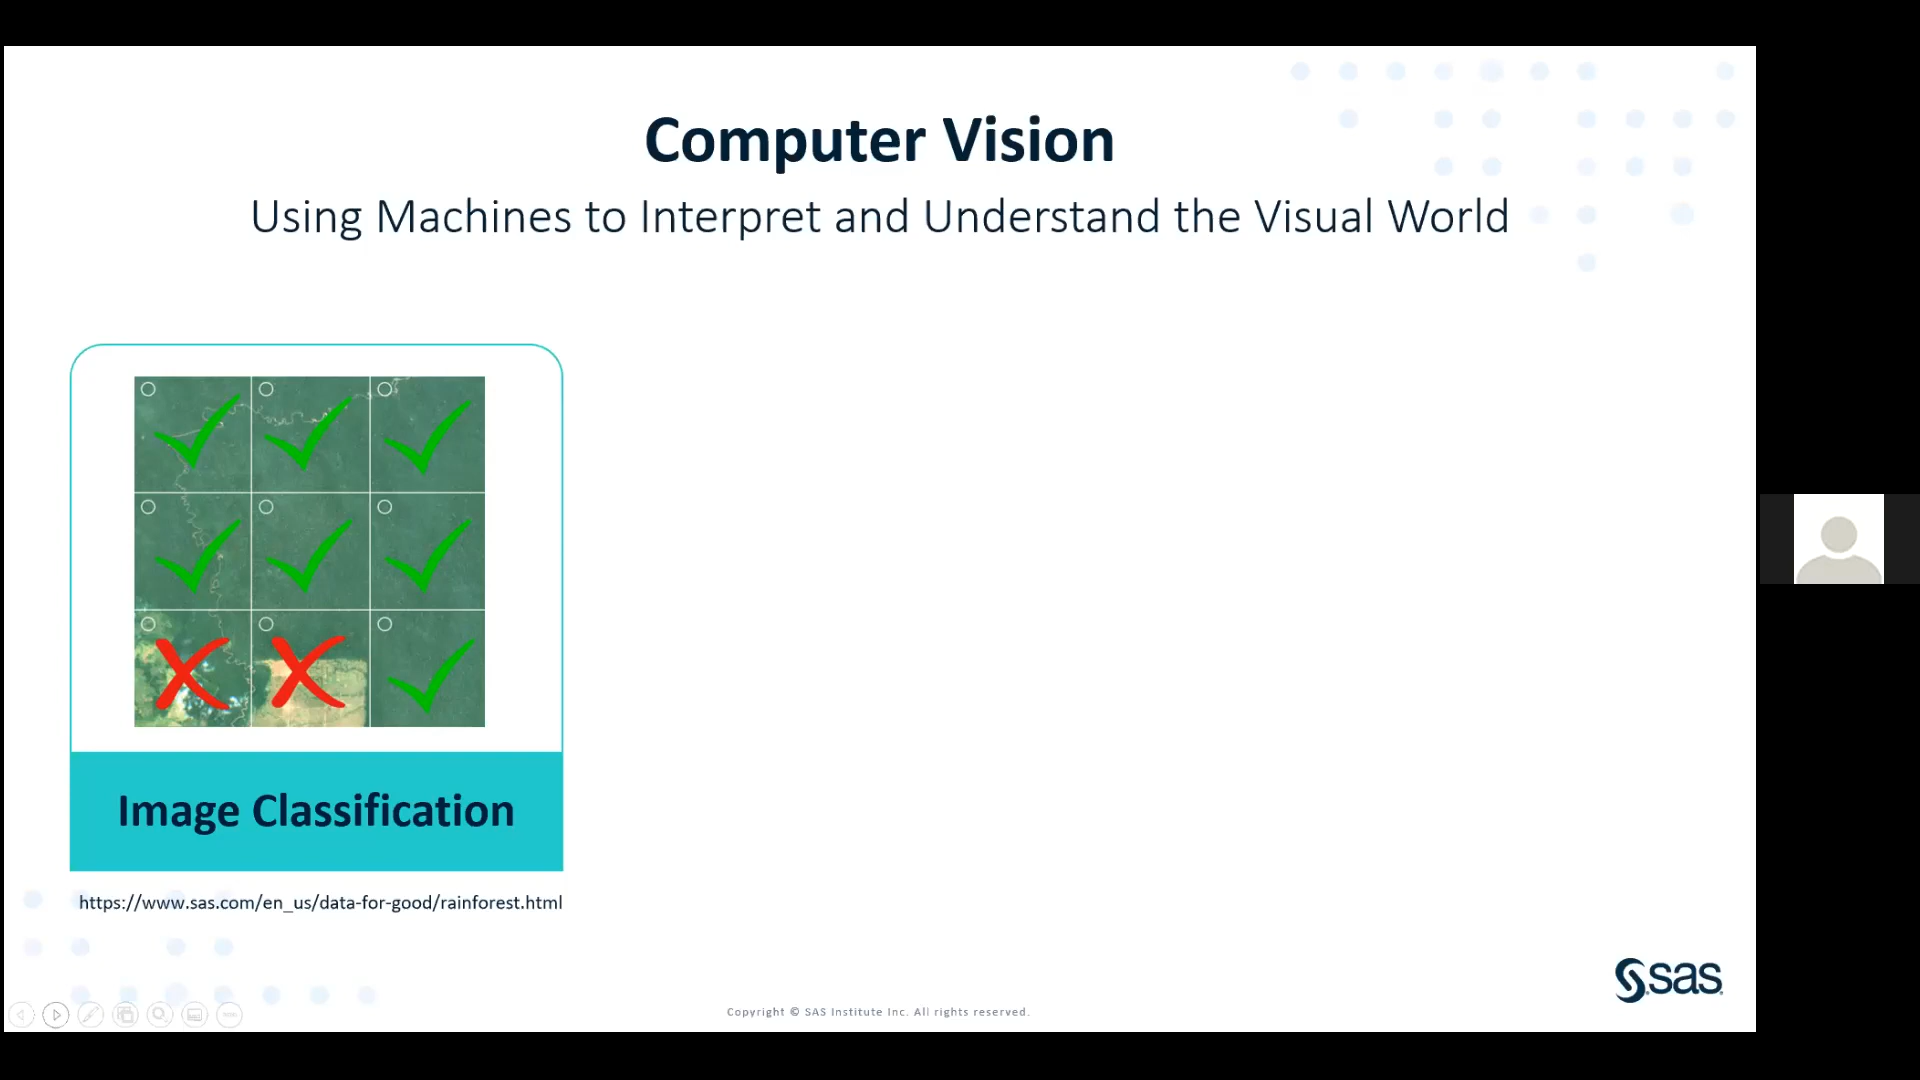 Computer Vision
Using Machines to Interpret and Understand the Visual World
Image Classification
https://www.sas.com/en_us/data-for-good/rainforest.html
sas
Copyright © SAS Institute Inc. All rights reserved.